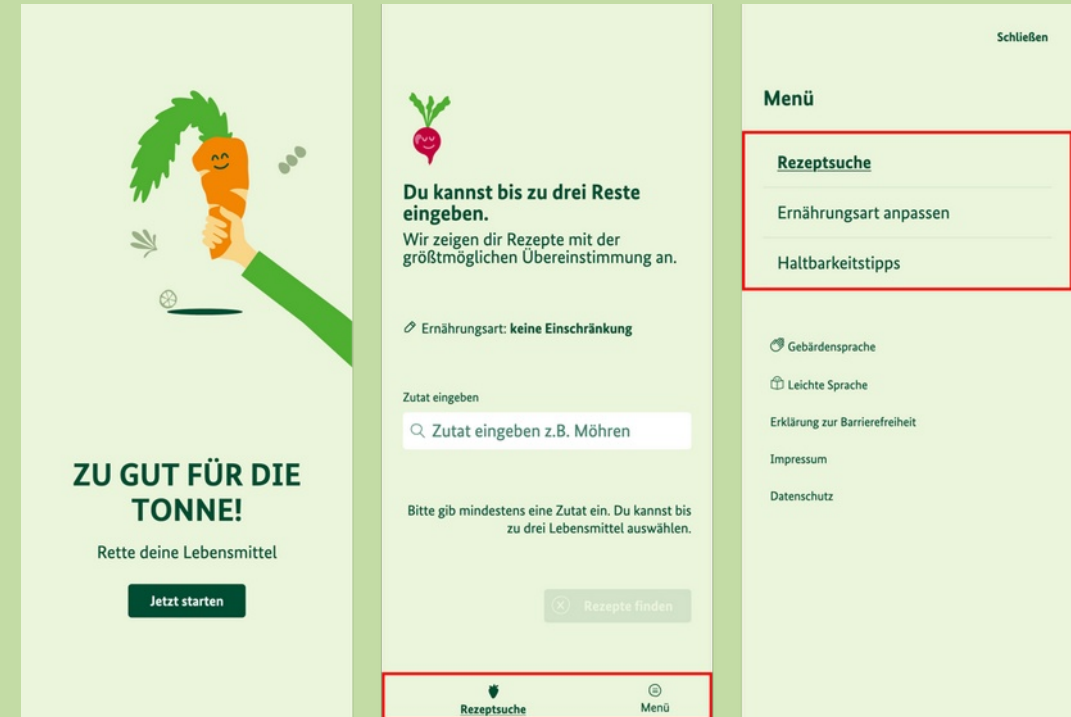 ZU GUT FÜR DIE
TONNE!
Rette deine Lebensmittel
Jetzt starten
Du kannst bis zu drei Reste
eingeben.
Wir zeigen dir Rezepte mit der
größtmöglichen Übereinstimmung an.
Ernährungsart: keine Einschränkung
Zutat eingeben
Zutat eingeben z.B. Möhren
Bitte gib mindestens eine Zutat ein. Du kannst bis
zu drei Lebensmittel auswählen.
Rezepte finden
Rezeptsuche
Menü
Schließen
Menü
Rezeptsuche
Ernährungsart anpassen
Haltbarkeitstipps
Gebärdensprache
Leichte Sprache
Erklärung zur Barrierefreiheit
Impressum
Datenschutz